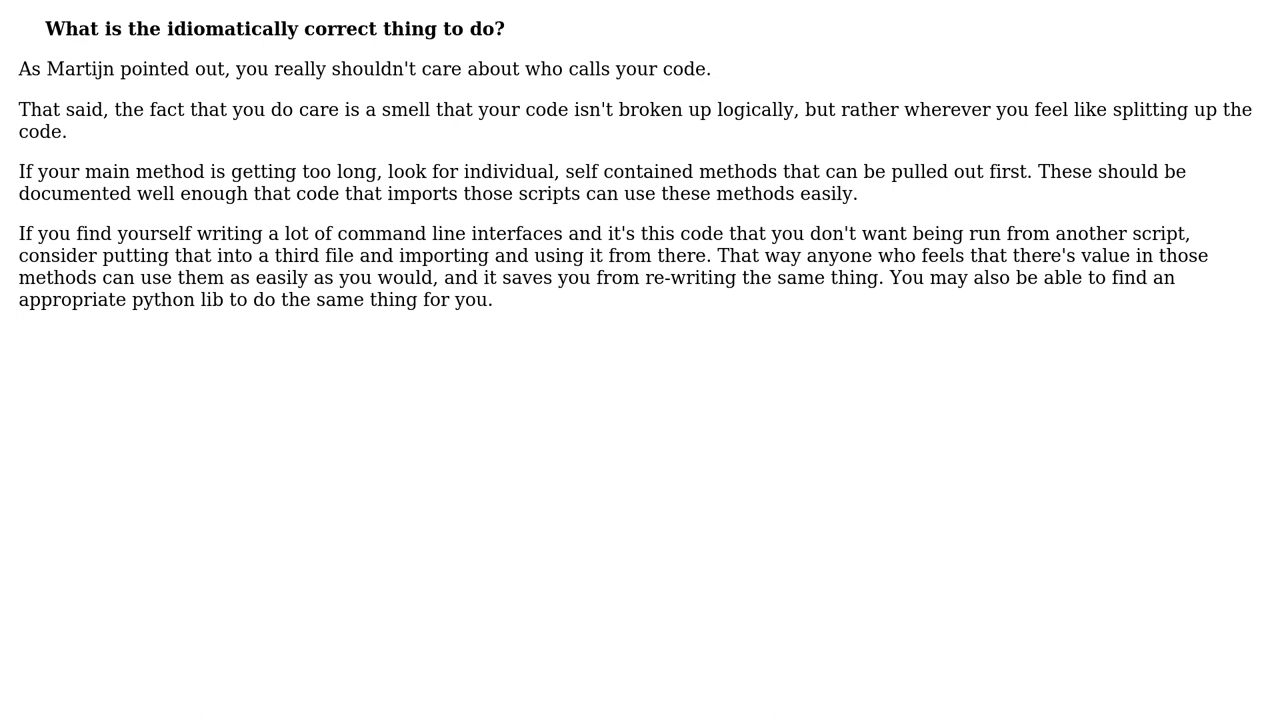 What is the idiomatically correct thing to do?
As Martijn pointed out, you really shouldn't care about who calls your code.
That said, the fact that you do care is a smell that your code isn't broken up logically, but rather wherever you feel like splitting up the
code.
If your main method is getting too long, look for individual, self contained methods that can be pulled out first. These should be
documented well enough that code that imports those scripts can use these methods easily.
If you find yourself writing a lot of command line interfaces and it's this code that you don't want being run from another script,
consider putting that into a third file and importing and using it from there. That way anyone who feels that there's value in those
methods can use them as easily as you would, and it saves you from re-writing the same thing. You may also be able to find an
appropriate python lib to do the same thing for you.